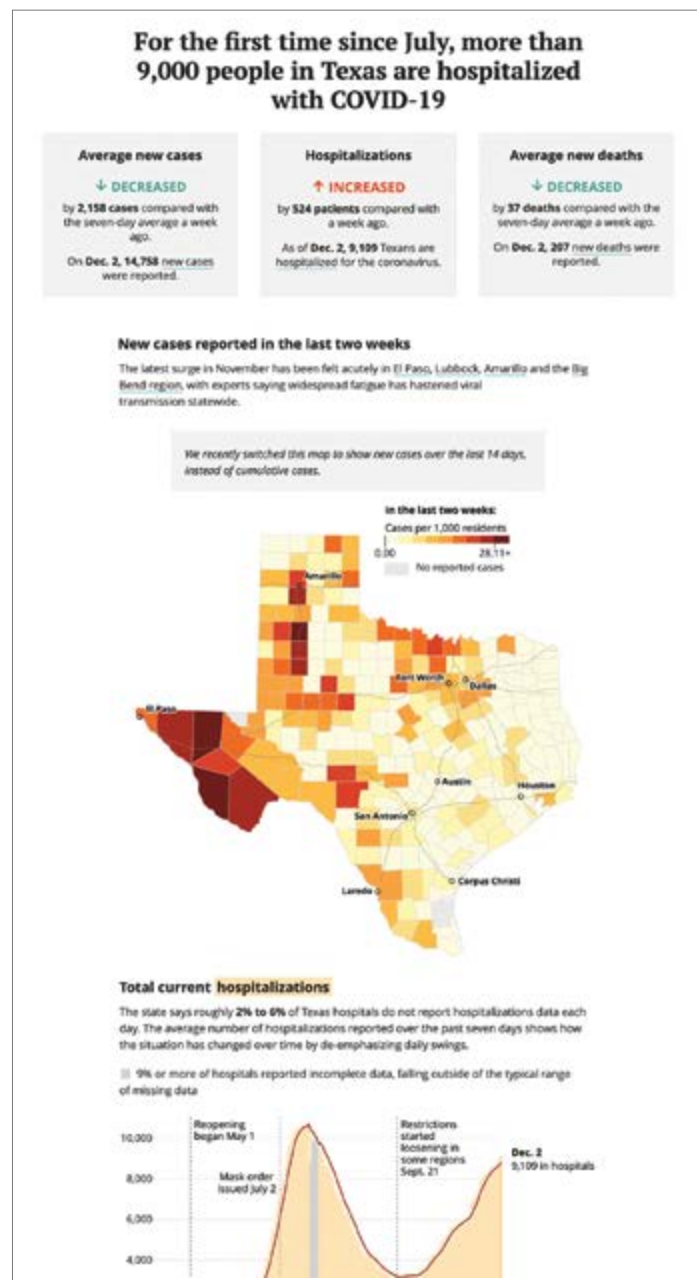 For the first time since July, more than
9,000 people in Texas are hospitalized
with COVID-19
Average new cases
↓ DECREASED
by 2,158 cases compared with
the seven-day average a week
ago.
On Dec. 2, 14,758 new cases
were reported.
Hospitalizations
↑ INCREASED
by 524 patients compared with
a week ago.
As of Dec. 2, 9,109 Texans are
hospitalized for the coronavirus.
Average new deaths
↓ DECREASED
by 37 deaths compared with the
seven-day average a week ago.
On Dec. 2, 207 new deaths were
reported.
New cases reported in the last two weeks
The latest surge in November has been felt acutely in El Paso, Lubbock, Amarillo and the Big
Bend region, with experts saying widespread fatigue has hastened viral
transmission statewide.
We recently switched this map to show new cases over the last 14 days,
instead of cumulative cases.
In the last two weeks:
Cases per 1,000 residents
0.00 28.11+
No reported cases
Amarillo
Fort Worth
Dallas
El Paso
Austin
Houston
San Antonio
Laredo
Corpus Christi
Total current hospitalizations
The state says roughly 2% to 6% of Texas hospitals do not report hospitalizations data each
day. The average number of hospitalizations reported over the past seven days shows how
the situation has changed over time by de-emphasizing daily swings.
9% or more of hospitals reported incomplete data, falling outside of the typical range
of missing data
10,000
8,000
6,000
4,000
Reopening
began May 1
Mask order
issued July 2
Restrictions
started
loosening in
some regions
Sept. 21
Dec. 2
9,109 in hospitals